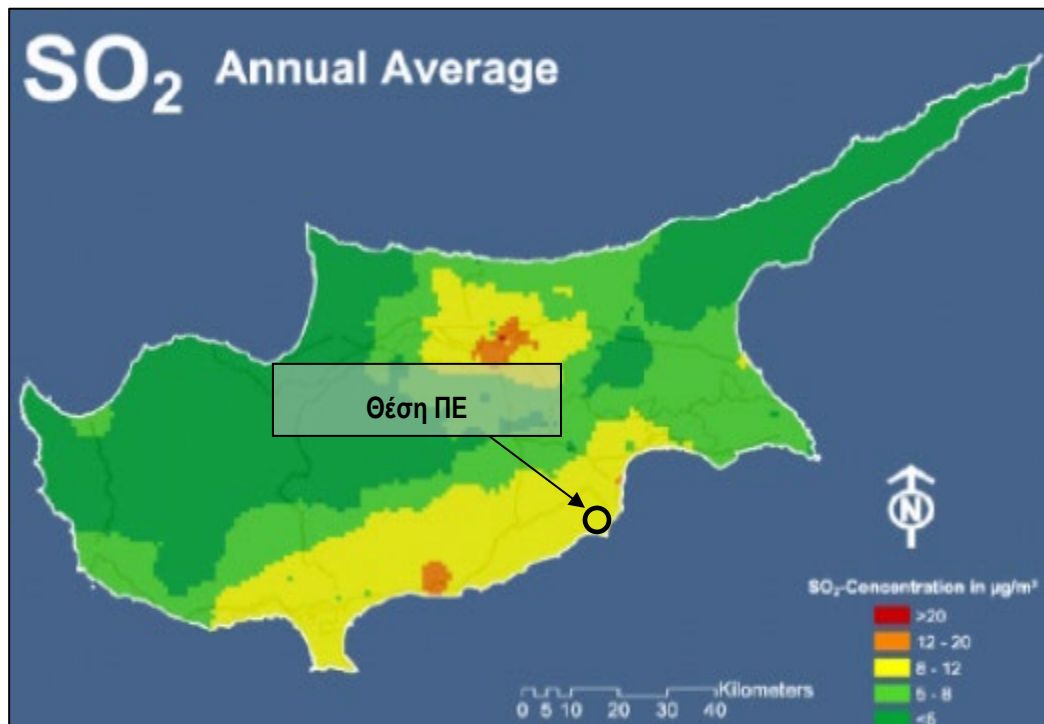 SO₂ Annual Average
Θέση ΠΕ
N
SO₂-Concentration in µg/m³
>20
12 - 20
8 - 12
5 - 8
<5
Kilometers
0 5 10 20 30 40